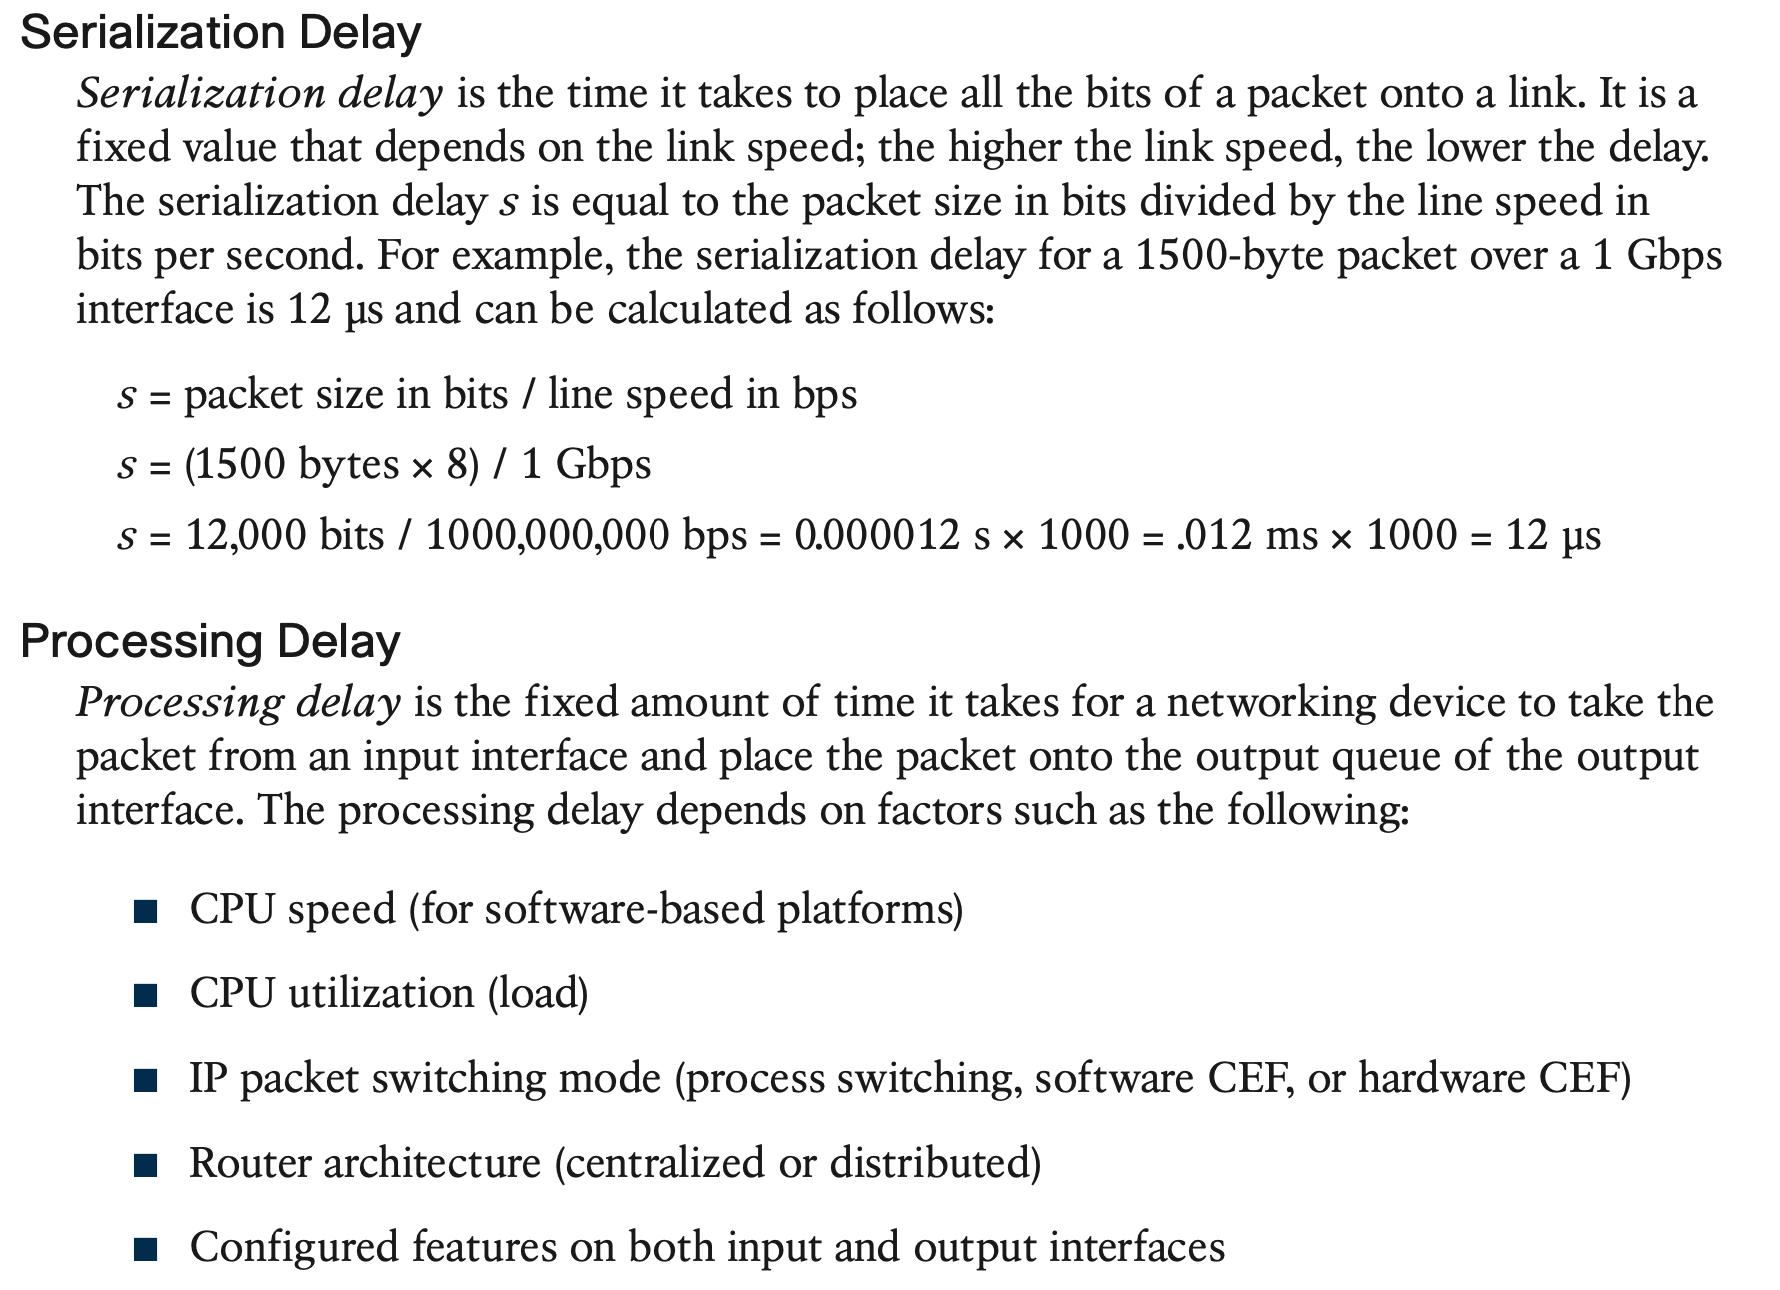 Serialization Delay
Serialization delay is the time it takes to place all the bits of a packet onto a link. It is a
fixed value that depends on the link speed; the higher the link speed, the lower the delay.
The serialization delay s is equal to the packet size in bits divided by the line speed in
bits per second. For example, the serialization delay for a 1500-byte packet over a 1 Gbps
interface is 12 μs and can be calculated as follows:
s = packet size in bits / line speed in bps
s = (1500 bytes × 8) / 1 Gbps
s = 12,000 bits / 1000,000,000 bps = 0.000012 s × 1000 = .012 ms × 1000 = 12 μs
Processing Delay
Processing delay is the fixed amount of time it takes for a networking device to take the
packet from an input interface and place the packet onto the output queue of the output
interface. The processing delay depends on factors such as the following:
■ CPU speed (for software-based platforms)
■ CPU utilization (load)
■ IP packet switching mode (process switching, software CEF, or hardware CEF)
■ Router architecture (centralized or distributed)
■ Configured features on both input and output interfaces